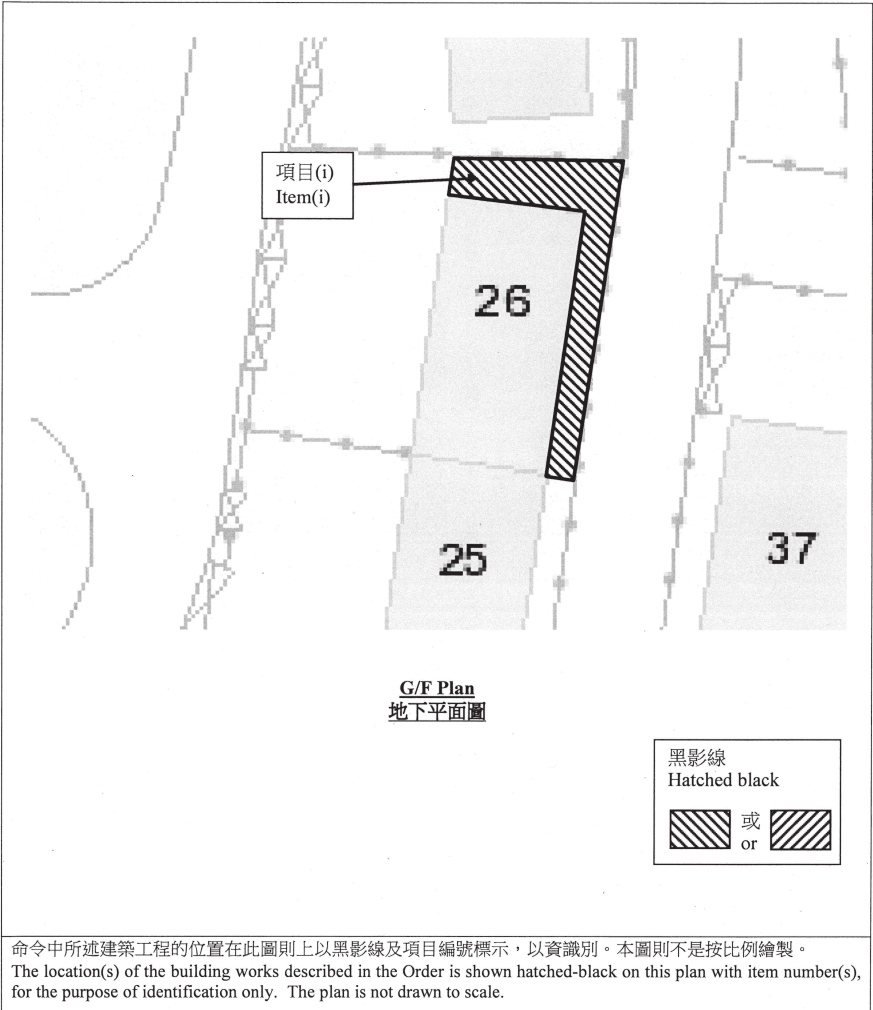 項目(i)
Item(i)
26
25
37
G/F Plan
地下平面圖
黑影線
Hatched black
或
or
命令中所述建築工程的位置在此圖則上以黑影線及項目編號標示，以資識別。本圖則不是按比例繪製。
The location(s) of the building works described in the Order is shown hatched-black on this plan with item number(s),
for the purpose of identification only. The plan is not drawn to scale.